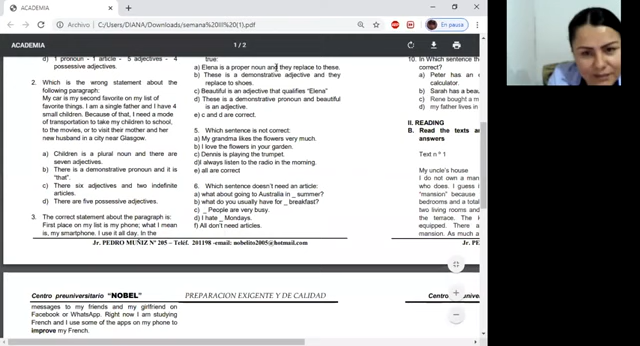 ACADEMIA
Archivo
C:/Users/DIANA/Downloads/semana%20III%20(1).pdf
En pausa
ACADEMIA
1 / 2
d) 1 pronoun - 1 article - 5 adjectives - 4
possessive adjectives.
2. Which is the wrong statement about the
following paragraph:
My car is my second favorite on my list of
favorite things. I am a single father and I have 4
small children. Because of that, I need a mode
of transportation to take my children to school,
to the movies, or to visit their mother and her
new husband in a city near Glasgow.
a) Children is a plural noun and there are
seven adjectives.
b) There is a demonstrative pronoun and it is
"that".
c) There six adjectives and two indefinite
articles.
d) There are five possessive adjectives.
3. The correct statement about the paragraph is:
First place on my list is my phone; what I mean
is, my smartphone. I use it all day. In the
true:
a) Elena is a proper noun and they replace to these.
b) These is a demonstrative adjective and they
replace to shoes.
c) Beautiful is an adjective that qualifies "Elena"
d) These is a demonstrative pronoun and beautiful
is an adjective.
e) c and d are correct.
5. Which sentence is not correct:
a) My grandma likes the flowers very much.
b) I love the flowers in your garden.
c) Dennis is playing the trumpet.
d)I always listen to the radio in the morning.
e) all are correct
6. Which sentence doesn't need an article:
a) what about going to Australia in _ summer?
b) what do you usually have for _ breakfast?
c) _ People are very busy.
d) I hate _ Mondays.
f) All don't need articles.
10. In Which sentence th
correct?
a) Peter has an
calculator.
b) Sarah has a bea
c) Rene bought a m
d) my father lives in
II. READING
B. Read the texts a
answers
Text n° 1
My uncle's house
I do not own a man
who does. I guess i
mansion" because
bedrooms and a total
two living rooms and
the terrace. The k
equipped. There a
mansion. As much a
Jr. PEDRO MUÑIZ Nº 205 – Teléf. 201198 -email: nobelito2005@hotmail.com
Jr. PE
Centro preuniversitario "NOBEL"
PREPARACION EXIGENTE Y DE CALIDAD
Centro preuniversi
messages to my friends and my girlfriend on
Facebook or WhatsApp. Right now I am studying
French and I use some of the apps on my phone to
improve my French.